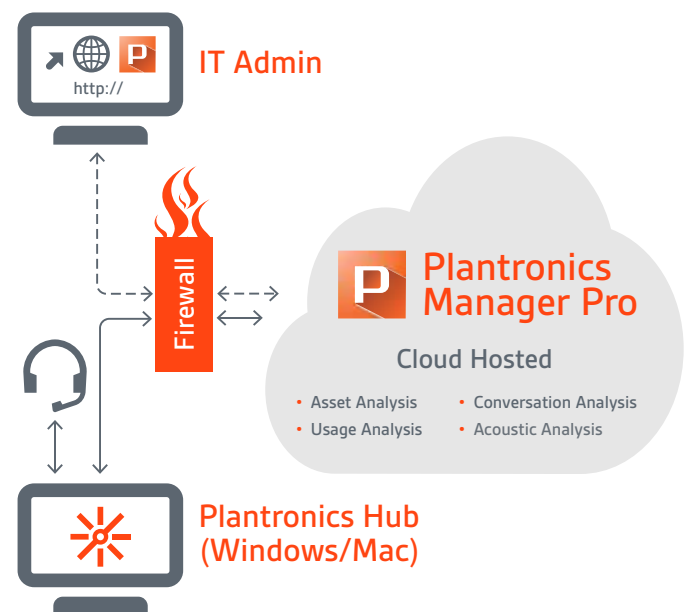 P
http://
IT Admin
Firewall
P
Plantronics
Manager Pro
Cloud Hosted
• Asset Analysis
• Conversation Analysis
• Usage Analysis
• Acoustic Analysis
Plantronics Hub
(Windows/Mac)